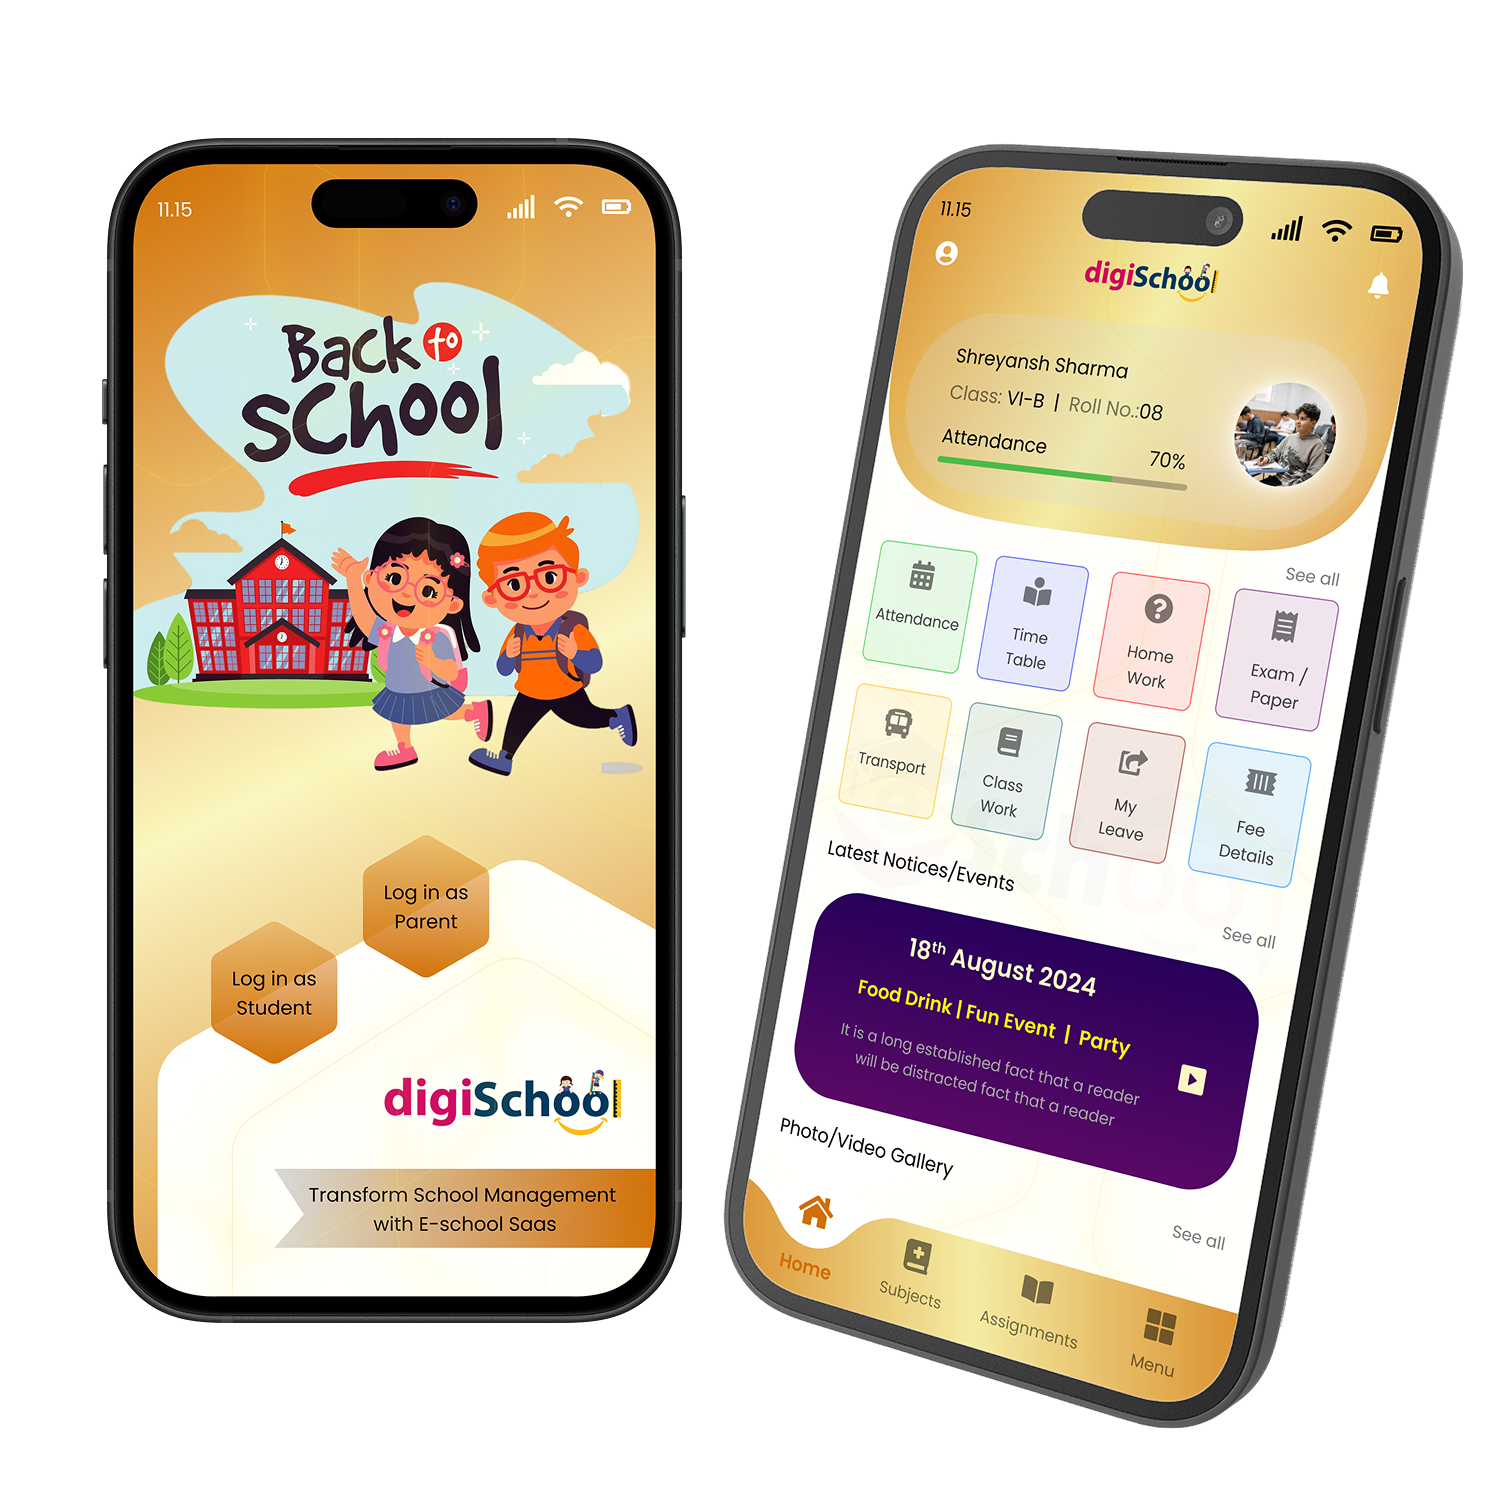 11.15
Back to
School
Log in as
Parent
Log in as
Student
digiSchool
Transform School Management
with E-school Saas
11.15
digiSchool
Shreyansh Sharma
Class: VI-B | Roll No.:08
Attendance
70%
See all
Attendance
Time
Table
Home
Work
Exam /
Paper
Transport
Class
Work
My
Leave
Fee
Details
Latest Notices/Events
See all
18th August 2024
Food Drink | Fun Event | Party
It is a long established fact that a reader
will be distracted fact that a reader
Photo/Video Gallery
See all
Home
Subjects
Assignments
Menu